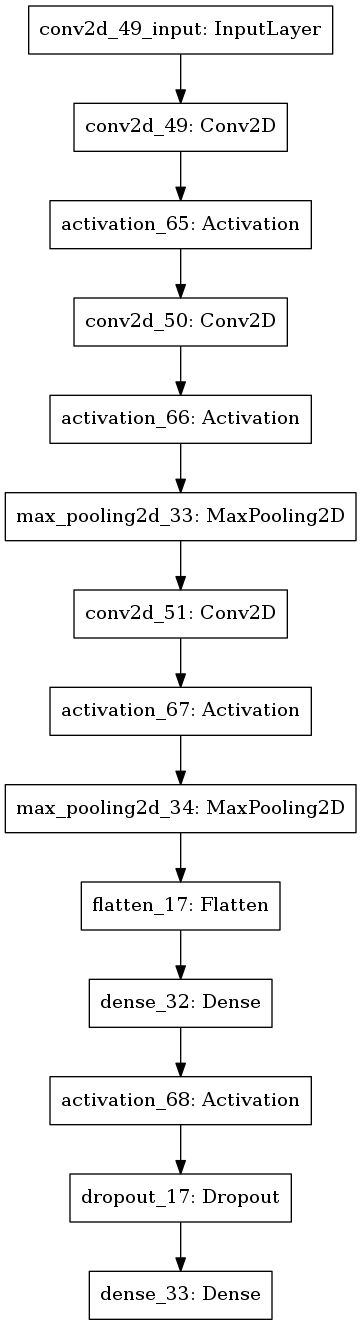 conv2d_49_input: InputLayer
conv2d_49: Conv2D
activation_65: Activation
conv2d_50: Conv2D
activation_66: Activation
max_pooling2d_33: MaxPooling2D
conv2d_51: Conv2D
activation_67: Activation
max_pooling2d_34: MaxPooling2D
flatten_17: Flatten
dense_32: Dense
activation_68: Activation
dropout_17: Dropout
dense_33: Dense